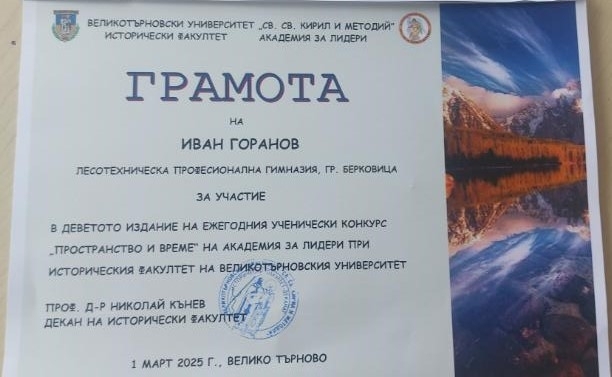 ВЕЛИКОТЪРНОВСКИ УНИВЕРСИТЕТ „СВ. СВ. КИРИЛ И МЕТОДИЙ“
ИСТОРИЧЕСКИ ФАКУЛТЕТ АКАДЕМИЯ ЗА ЛИДЕРИ
ГРАМОТА
НА
ИВАН ГОРАНОВ
ЛЕСОТЕХНИЧЕСКА ПРОФЕСИОНАЛНА ГИМНАЗИЯ, ГР. БЕРКОВИЦА
ЗА УЧАСТИЕ
В ДЕВЕТОТО ИЗДАНИЕ НА ЕЖЕГОДНИЯ УЧЕНИЧЕСКИ КОНКУРС
„ПРОСТРАНСТВО И ВРЕМЕ“ НА АКАДЕМИЯ ЗА ЛИДЕРИ ПРИ
ИСТОРИЧЕСКИЯ ФАКУЛТЕТ НА ВЕЛИКОТЪРНОВСКИЯ УНИВЕРСИТЕТ
ПРОФ. Д-Р НИКОЛАЙ КЪНЕВ
ДЕКАН НА ИСТОРИЧЕСКИ ФАКУЛТЕТ
1 МАРТ 2025 Г., ВЕЛИКО ТЪРНОВО